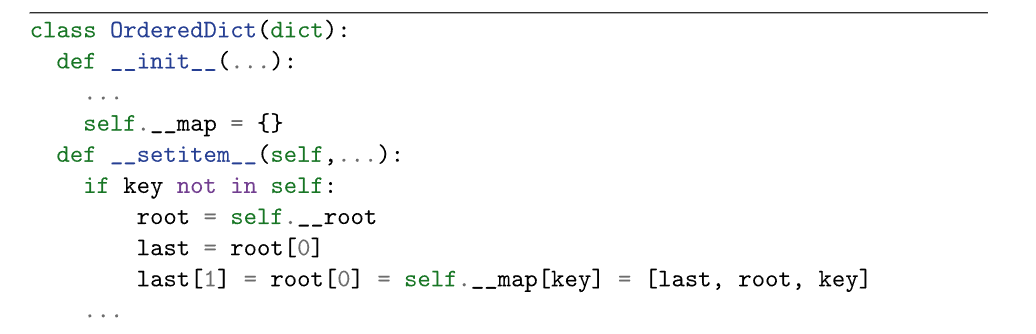 class OrderedDict(dict):
  def __init__(...):
    ...
    self.__map = {}
  def __setitem__(self,...):
    if key not in self:
        root = self.__root
        last = root[0]
        last[1] = root[0] = self.__map[key] = [last, root, key]
    ...